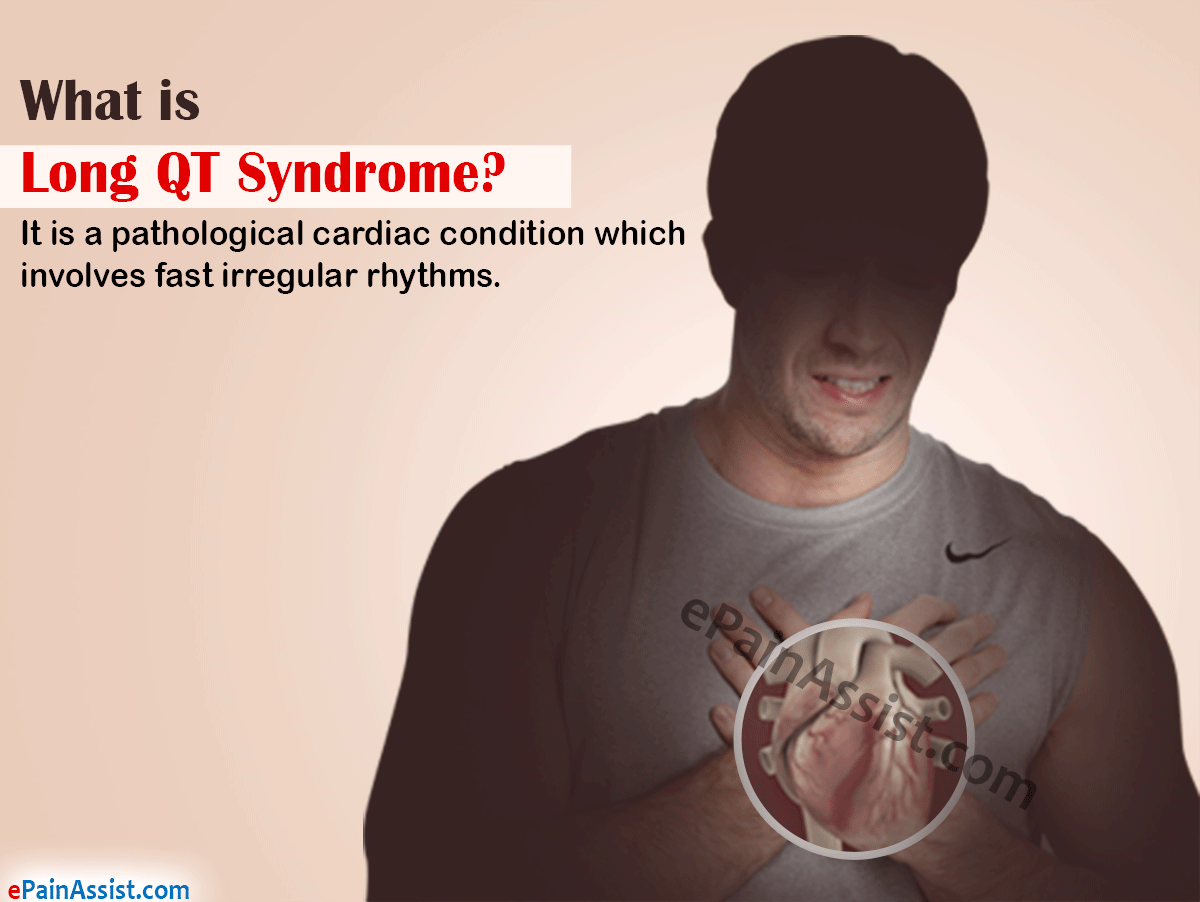 What is
Long QT Syndrome?
It is a pathological cardiac condition which
involves fast irregular rhythms.
ePainAssist.com
ePainAssist.com